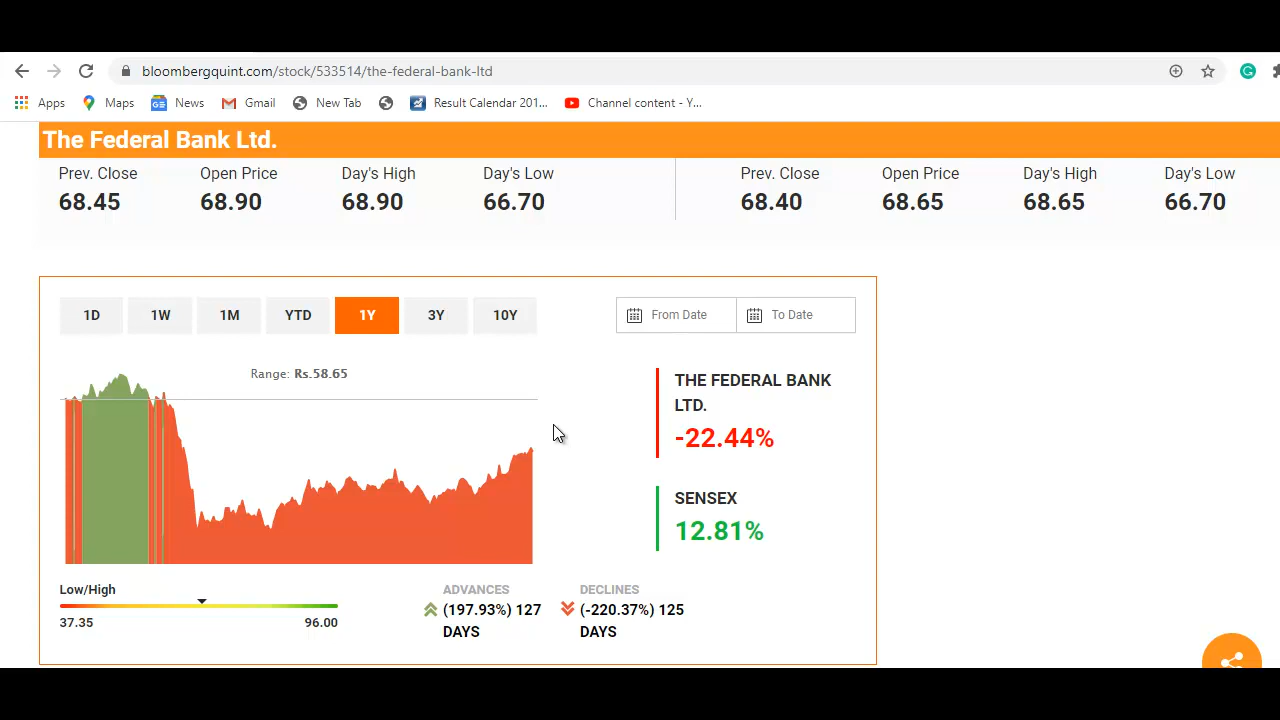 bloombergquint.com/stock/533514/the-federal-bank-ltd
Apps Maps News Gmail New Tab Result Calendar 201... Channel content - Y...
The Federal Bank Ltd.
Prev. Close Open Price Day's High Day's Low Prev. Close Open Price Day's High Day's Low
68.45 68.90 68.90 66.70 68.40 68.65 68.65 66.70
1D 1W 1M YTD 1Y 3Y 10Y From Date To Date
Range: Rs.58.65
THE FEDERAL BANK
LTD.
-22.44%
SENSEX
12.81%
Low/High ADVANCES DECLINES
(197.93%) 127 (-220.37%) 125
37.35 96.00 DAYS DAYS